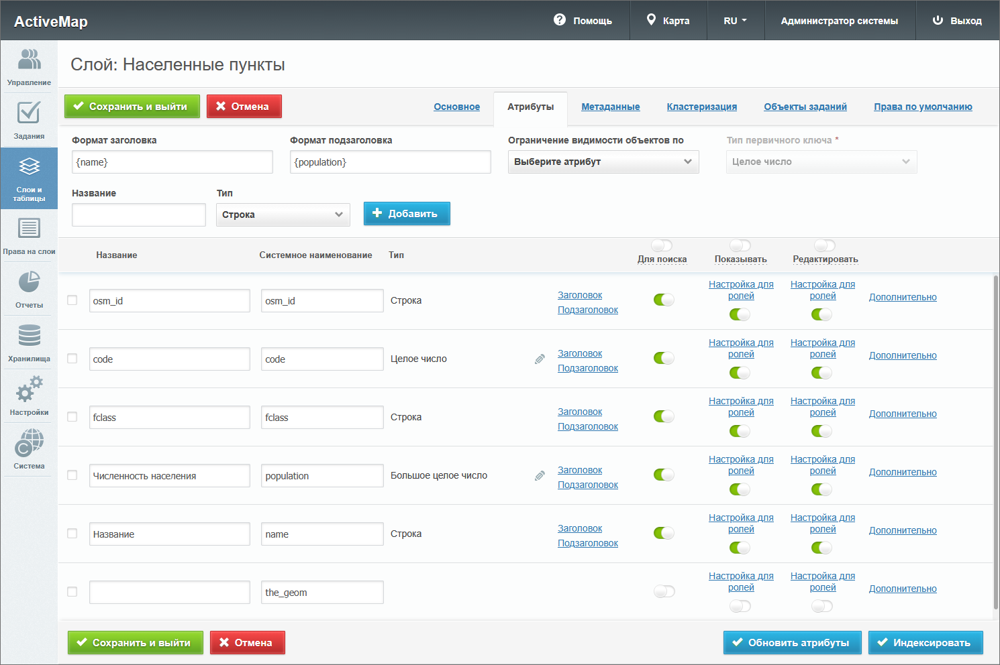 ActiveMap
Помощь
Карта
RU
Администратор системы
Выход
Управление
Задания
Слои и
таблицы
Права на слои
Отчеты
Хранилища
Настройки
Система
Слой: Населенные пункты
Сохранить и выйти
Отмена
Основное
Атрибуты
Метаданные
Кластеризация
Объекты заданий
Права по умолчанию
Формат заголовка
Формат подзаголовка
Ограничение видимости объектов по
Тип первичного ключа *
{name}
{population}
Выберите атрибут
Целое число
Название
Тип
Строка
Добавить
Название
Системное наименование
Тип
Для поиска
Показывать
Редактировать
osm_id
osm_id
Строка
Заголовок
Подзаголовок
Настройка для
ролей
Настройка для
ролей
Дополнительно
code
code
Целое число
Заголовок
Подзаголовок
Настройка для
ролей
Настройка для
ролей
Дополнительно
fclass
fclass
Строка
Заголовок
Подзаголовок
Настройка для
ролей
Настройка для
ролей
Дополнительно
Численность населения
population
Большое целое число
Заголовок
Подзаголовок
Настройка для
ролей
Настройка для
ролей
Дополнительно
Название
name
Строка
Заголовок
Подзаголовок
Настройка для
ролей
Настройка для
ролей
Дополнительно
the_geom
Настройка для
ролей
Настройка для
ролей
Дополнительно
Сохранить и выйти
Отмена
Обновить атрибуты
Индексировать